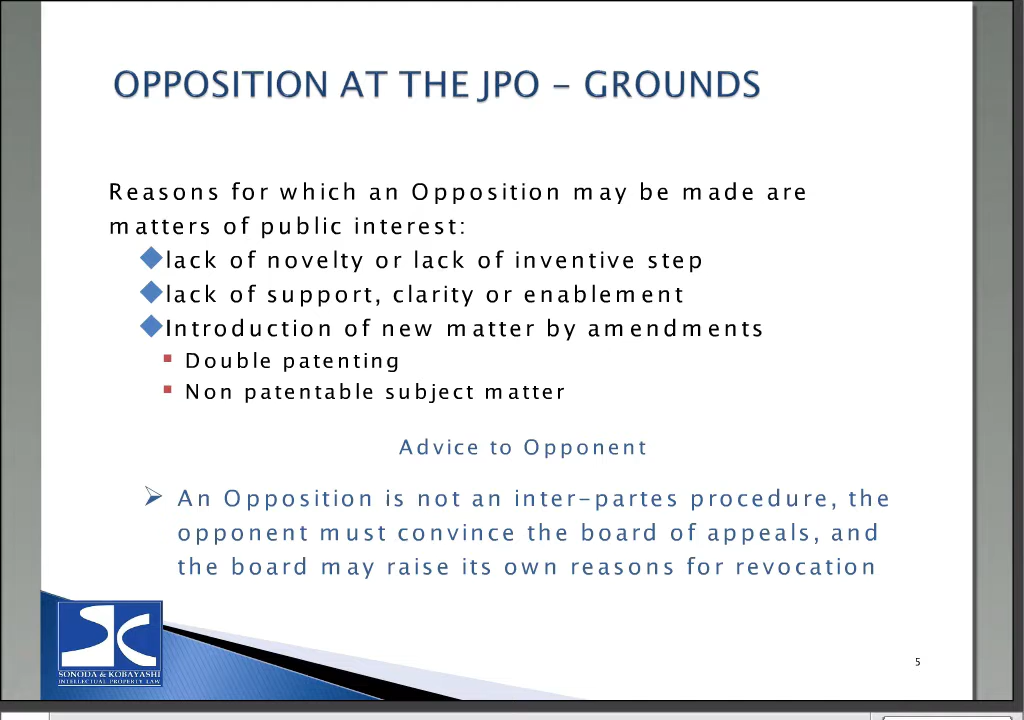 OPPOSITION AT THE JPO – GROUNDS
Reasons for which an Opposition may be made are
matters of public interest:
lack of novelty or lack of inventive step
lack of support, clarity or enablement
Introduction of new matter by amendments
Double patenting
Non patentable subject matter
Advice to Opponent
An Opposition is not an inter-partes procedure, the
opponent must convince the board of appeals, and
the board may raise its own reasons for revocation
SONODA & KOBAYASHI
INTELLECTUAL PROPERTY LAW
5